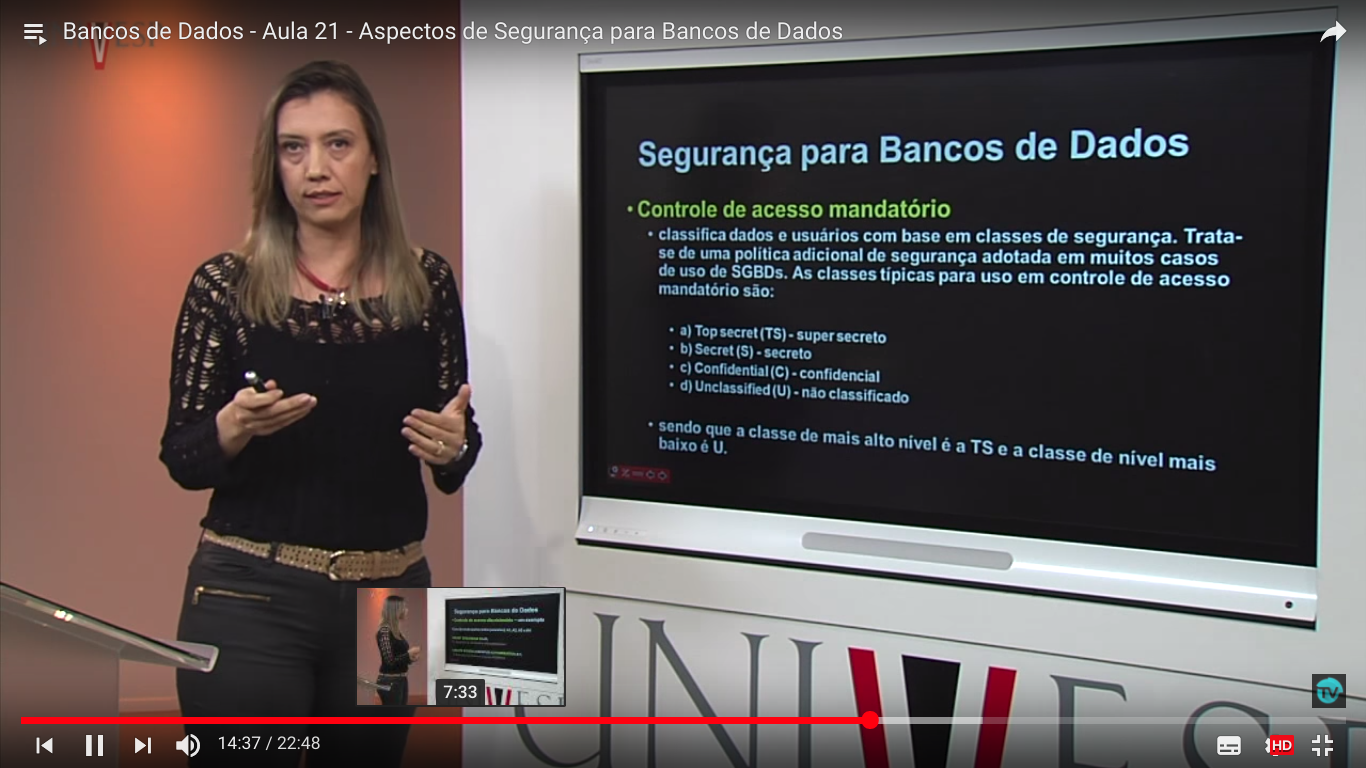 Bancos de Dados - Aula 21 - Aspectos de Segurança para Bancos de Dados
Segurança para Bancos de Dados
• Controle de acesso mandatório
• classifica dados e usuários com base em classes de segurança. Trata-
se de uma política adicional de segurança adotada em muitos casos
de uso de SGBDs. As classes típicas para uso em controle de acesso
mandatório são:
• a) Top secret (TS) - super secreto
• b) Secret (S) - secreto
• c) Confidential (C) - confidencial
• d) Unclassified (U) - não classificado
• sendo que a classe de mais alto nível é a TS e a classe de nível mais
baixo é U.
Segurança para Bancos de Dados
7:33
UNIVESP
TV
14:37 / 22:48
HD